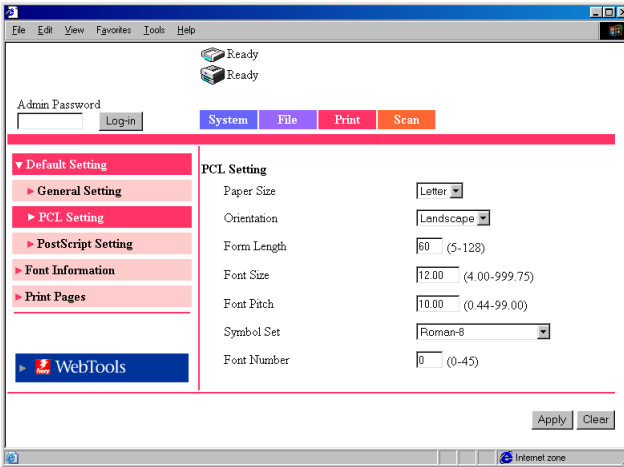 File Edit View Favorites Tools Help
Ready
Ready
Admin Password
Log-in
System File Print Scan
Default Setting
General Setting
PCL Setting
PostScript Setting
Font Information
Print Pages
fiery WebTools
PCL Setting
Paper Size Letter
Orientation Landscape
Form Length 60 (5-128)
Font Size 12.00 (4.00-999.75)
Font Pitch 10.00 (0.44-99.00)
Symbol Set Roman-8
Font Number 0 (0-45)
Apply Clear
Internet zone